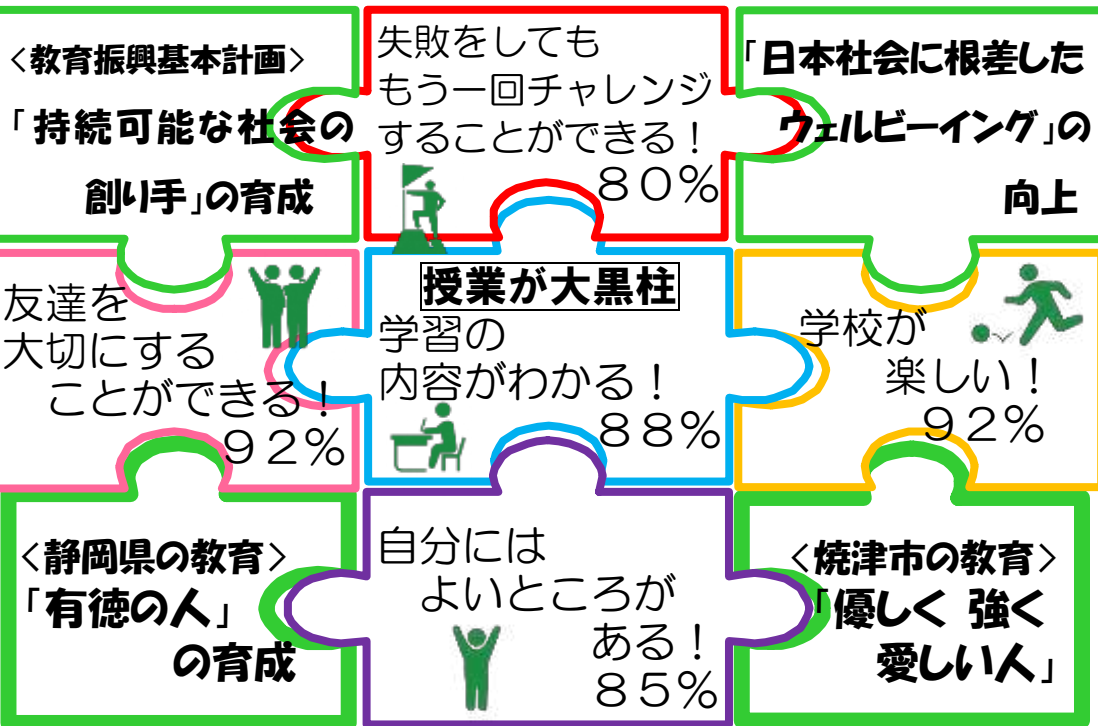 <教育振興基本計画>
「持続可能な社会の
創り手」の育成
失敗をしても
もう一回チャレンジ
することができる！
８０%
「日本社会に根差した
ウェルビーイング」の
向上
友達を
大切にする
ことができる！
９２%
授業が大黒柱
学習の
内容がわかる！
８８%
学校が
楽しい！
９２%
<静岡県の教育>
「有徳の人」
の育成
自分には
よいところが
ある！
８５%
<焼津市の教育>
「優しく 強く
愛しい人」